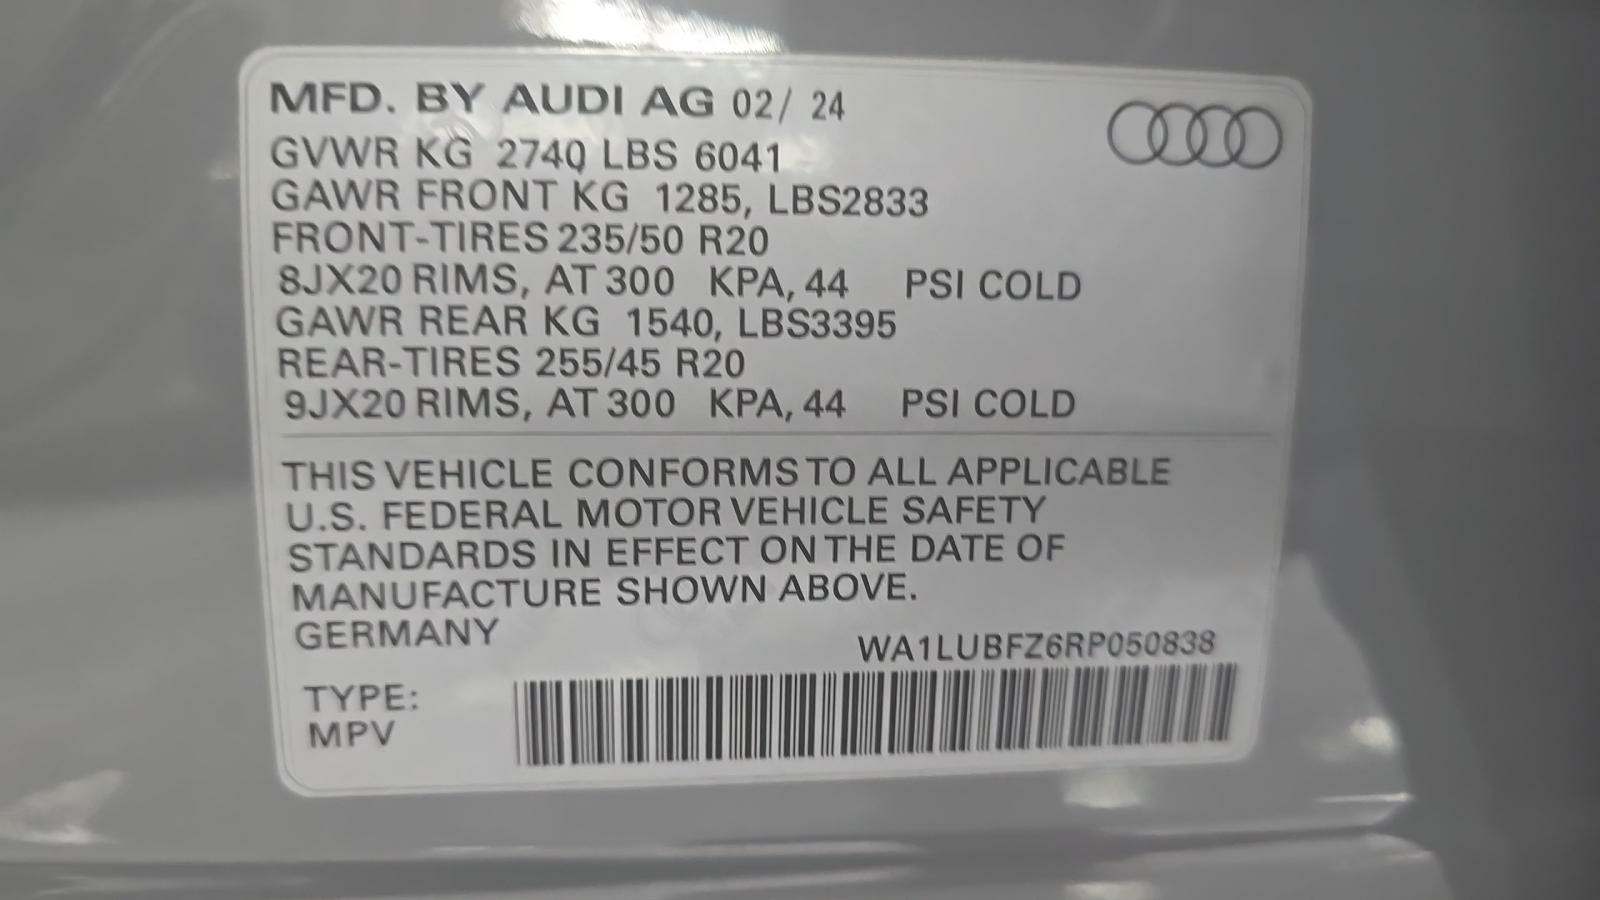 MFD. BY AUDI AG 02/ 24
GVWR KG 2740 LBS 6041
GAWR FRONT KG 1285, LBS2833
FRONT-TIRES 235/50 R20
8JX20 RIMS, AT 300 KPA, 44 PSI COLD
GAWR REAR KG 1540, LBS3395
REAR-TIRES 255/45 R20
9JX20 RIMS, AT 300 KPA, 44 PSI COLD
THIS VEHICLE CONFORMS TO ALL APPLICABLE
U.S. FEDERAL MOTOR VEHICLE SAFETY
STANDARDS IN EFFECT ON THE DATE OF
MANUFACTURE SHOWN ABOVE.
GERMANY
WA1LUBFZ6RP050838
TYPE:
MPV